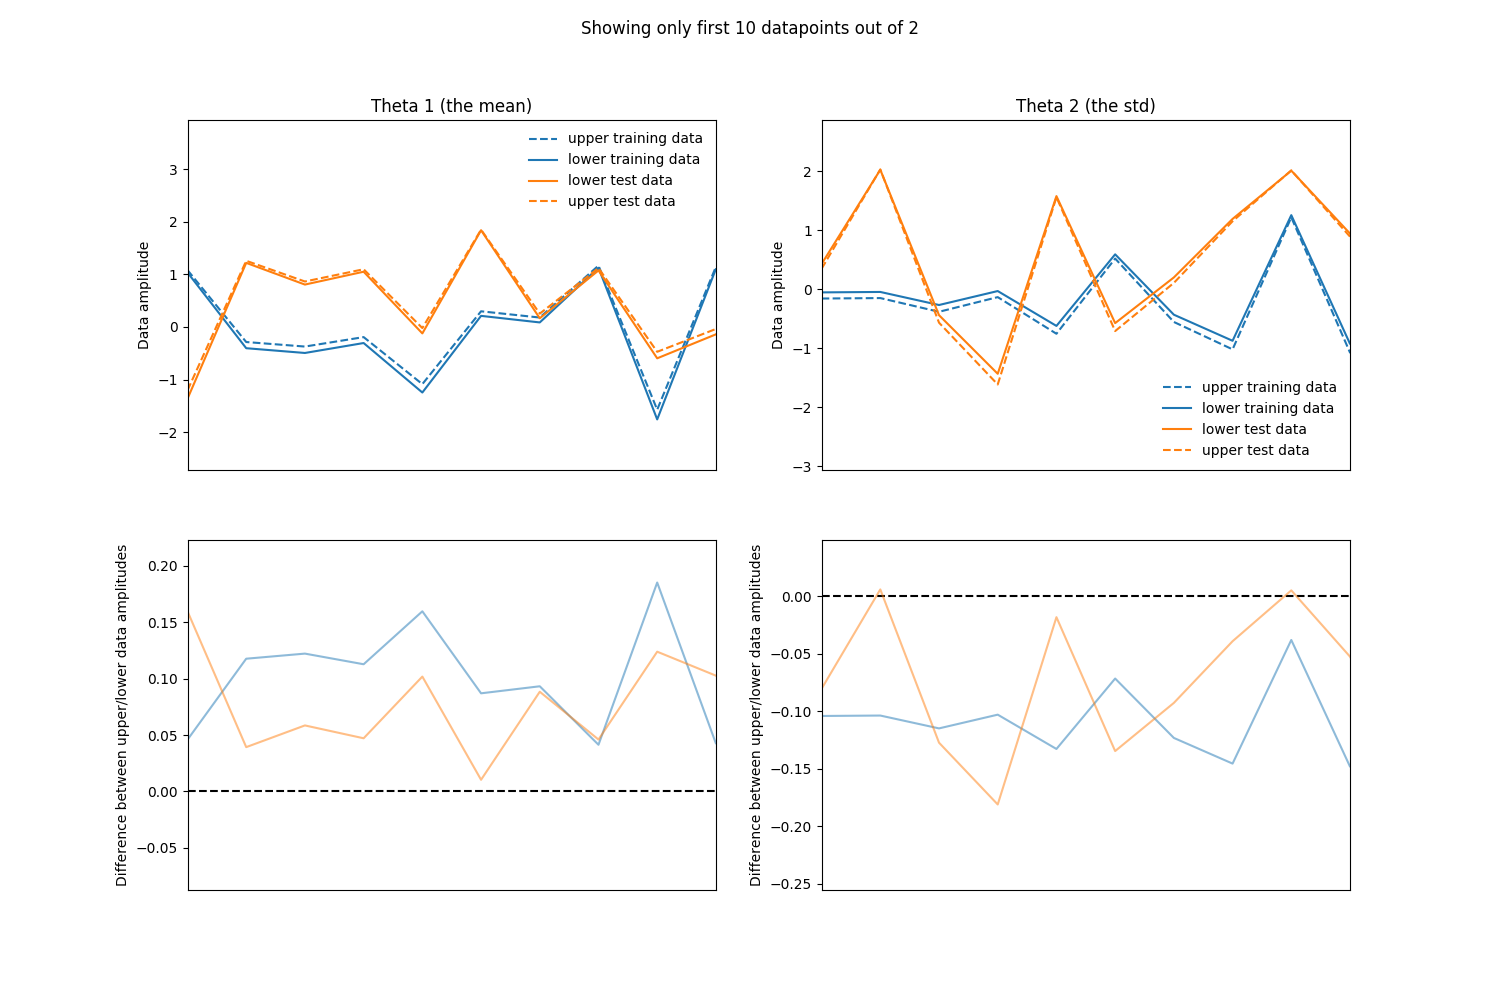 Showing only first 10 datapoints out of 2
Theta 1 (the mean)
Data amplitude
3
2
1
0
−1
−2
upper training data
lower training data
lower test data
upper test data
Theta 2 (the std)
Data amplitude
2
1
0
−1
−2
−3
upper training data
lower training data
lower test data
upper test data
Difference between upper/lower data amplitudes
0.20
0.15
0.10
0.05
0.00
−0.05
Difference between upper/lower data amplitudes
0.00
−0.05
−0.10
−0.15
−0.20
−0.25